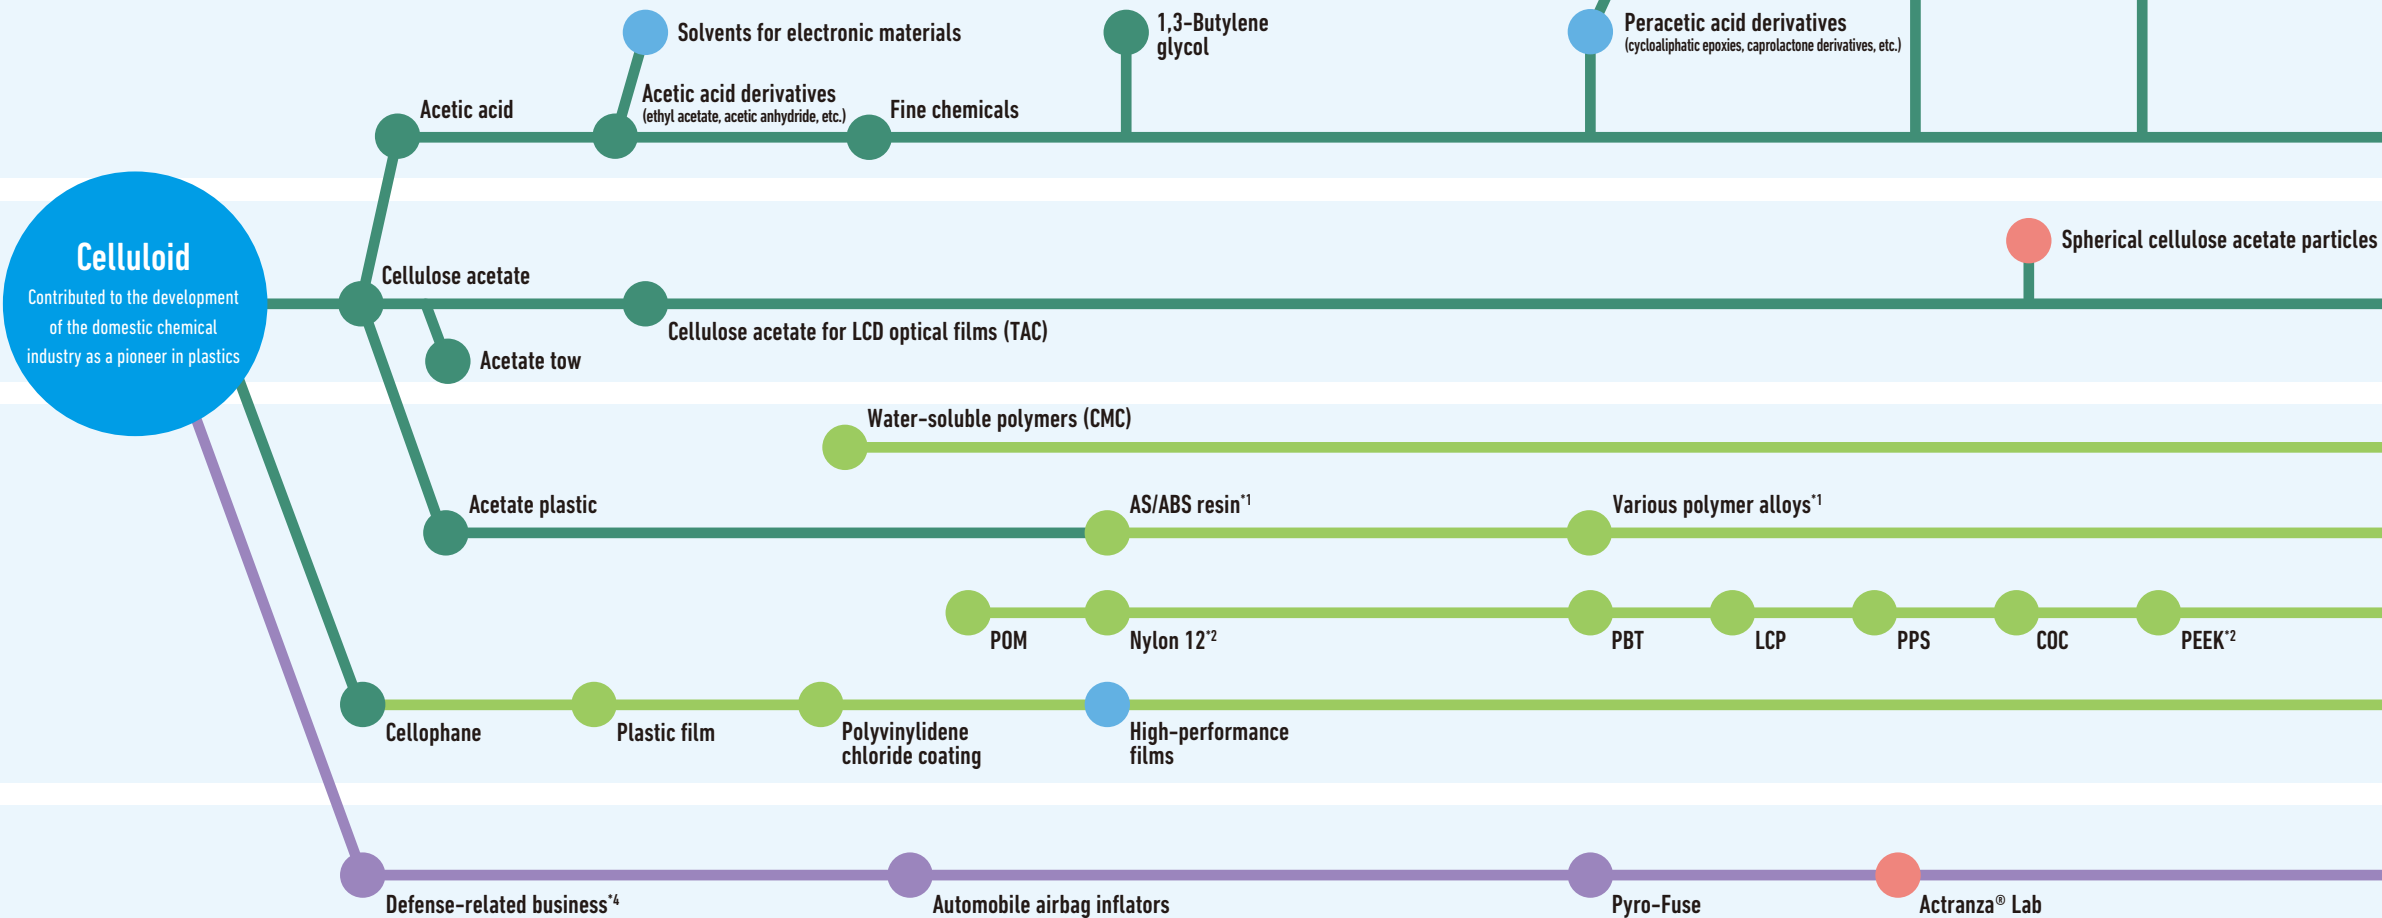 Solvents for electronic materials
1,3-Butylene
glycol
Peracetic acid derivatives
(cycloaliphatic epoxies, caprolactone derivatives, etc.)
Acetic acid
Acetic acid derivatives
(ethyl acetate, acetic anhydride, etc.)
Fine chemicals
Celluloid
Contributed to the development
of the domestic chemical
industry as a pioneer in plastics
Spherical cellulose acetate particles
Cellulose acetate
Cellulose acetate for LCD optical films (TAC)
Acetate tow
Water-soluble polymers (CMC)
Acetate plastic
AS/ABS resin*1
Various polymer alloys*1
POM
Nylon 12*2
PBT
LCP
PPS
COC
PEEK*2
Cellophane
Plastic film
Polyvinylidene
chloride coating
High-performance
films
Defense-related business*4
Automobile airbag inflators
Pyro-Fuse
Actranza® Lab